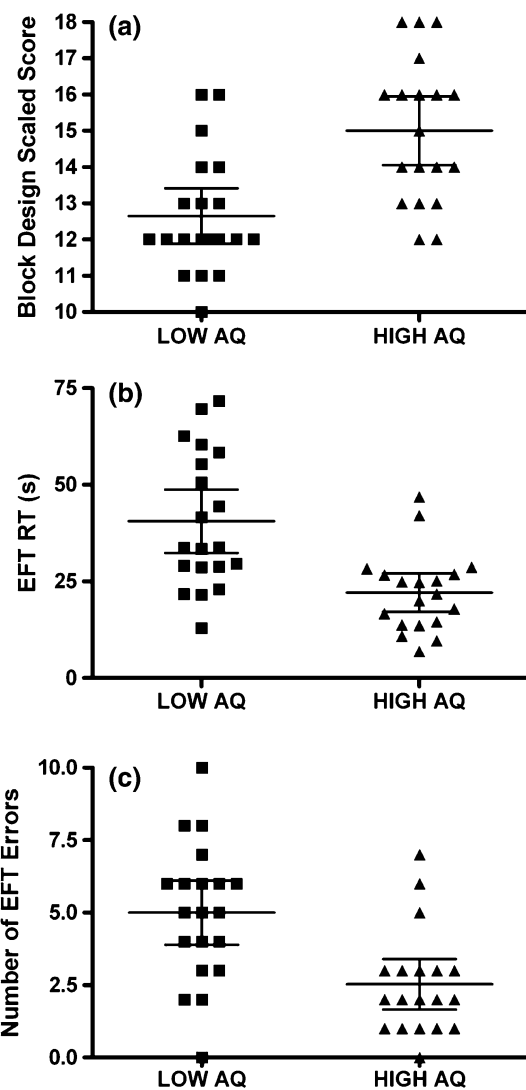 (a)
Block Design Scaled Score
18
17
16
15
14
13
12
11
10
LOW AQ HIGH AQ
(b)
EFT RT (s)
75
50
25
0
LOW AQ HIGH AQ
(c)
Number of EFT Errors
10.0
7.5
5.0
2.5
0.0
LOW AQ HIGH AQ